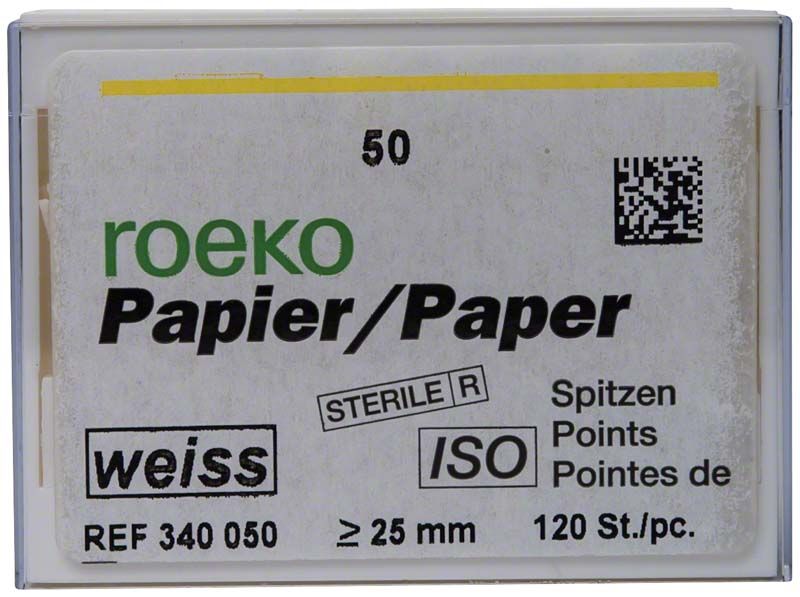 50
roeko
Papier/Paper
STERILE R
Spitzen
weiss
ISO
Points
Pointes de
REF 340 050
≥ 25 mm
120 St./pc.